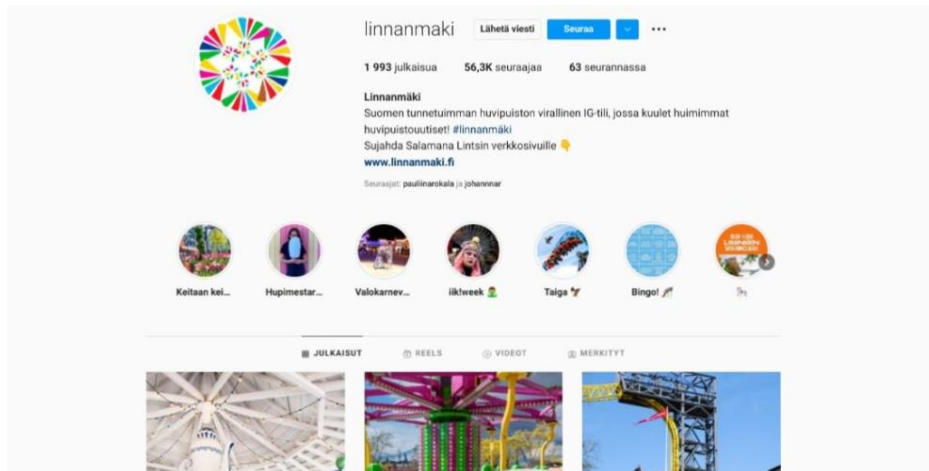 linnanmaki Lähetä viesti Seuraa
1 993 julkaisua 56,3K seuraajaa 63 seurannassa
Linnanmäki
Suomen tunnetuimman huvipuiston virallinen IG-tili, jossa kuulet huimimmat
huvipuistouutiset! #linnanmäki
Sujahda Salamana Lintsin verkkosivuille 👇
www.linnanmaki.fi
Seuraajat: pauliinarokala ja johannnar
Keitaan kei... Hupimestar... Valokarnev... iik!week Taiga Bingo!
JULKAISUT REELS VIDEOT MERKITYT